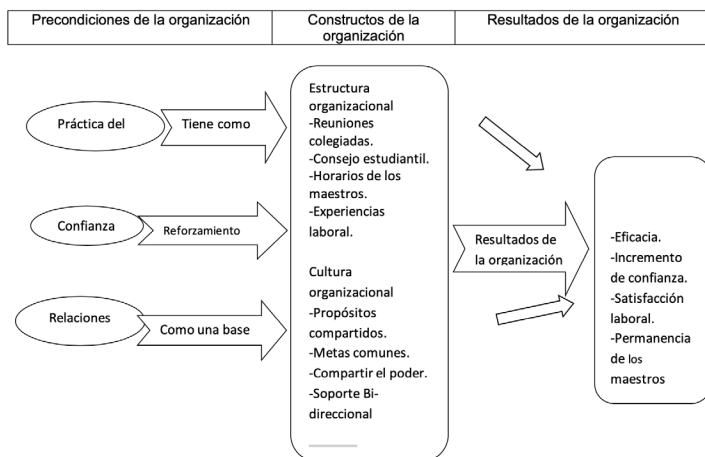 Precondiciones de la organización
Constructos de la
organización
Resultados de la organización
Práctica del
Tiene como
Confianza
Reforzamiento
Relaciones
Como una base
Estructura
organizacional
-Reuniones
colegiadas.
-Consejo estudiantil.
-Horarios de los
maestros.
-Experiencias
laboral.
Cultura
organizacional
-Propósitos
compartidos.
-Metas comunes.
-Compartir el poder.
-Soporte Bi-
direccional
Resultados de
la organización
-Eficacia.
-Incremento
de confianza.
-Satisfacción
laboral.
-Permanencia
de los
maestros